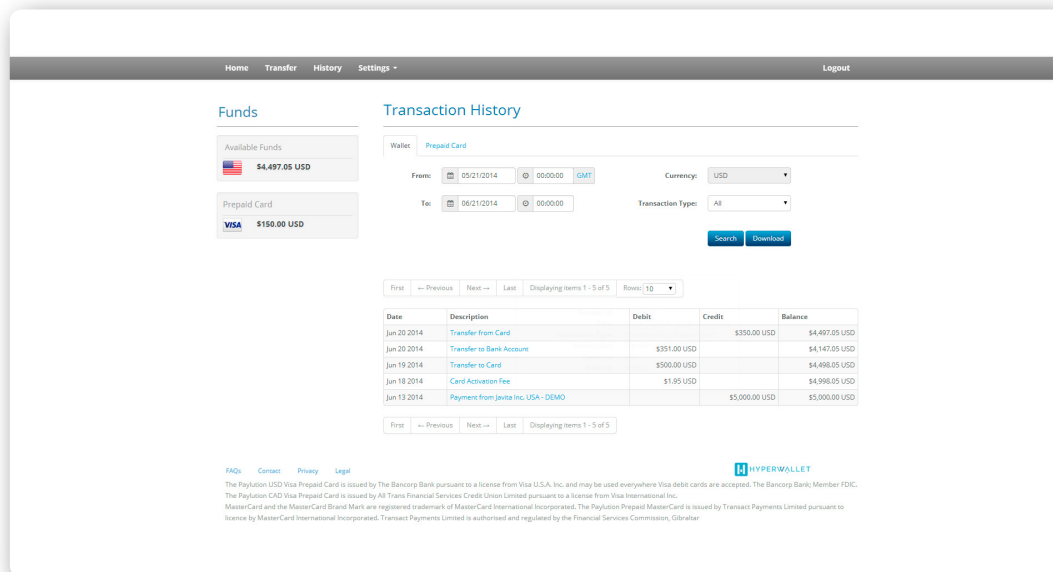 Home Transfer History Settings Logout
Funds
Available Funds
$4,497.05 USD
Prepaid Card
VISA $150.00 USD
Transaction History
Wallet Prepaid Card
From: 05/21/2014 00:00:00 GMT Currency: USD
To: 06/21/2014 00:00:00 Transaction Type: All
Search Download
First ← Previous Next → Last Displaying items 1 - 5 of 5 Rows: 10
Date Description Debit Credit Balance
Jun 20 2014 Transfer from Card $350.00 USD $4,497.05 USD
Jun 20 2014 Transfer to Bank Account $351.00 USD $4,147.05 USD
Jun 19 2014 Transfer to Card $500.00 USD $4,498.05 USD
Jun 18 2014 Card Activation Fee $1.95 USD $4,998.05 USD
Jun 13 2014 Payment from Javita Inc. USA - DEMO $5,000.00 USD $5,000.00 USD
First ← Previous Next → Last Displaying items 1 - 5 of 5
FAQs Contact Privacy Legal HYPERWALLET
The Paylution USD Visa Prepaid Card is issued by The Bancorp Bank pursuant to a license from Visa U.S.A. Inc. and may be used everywhere Visa debit cards are accepted. The Bancorp Bank; Member FDIC.
The Paylution CAD Visa Prepaid Card is issued by All Trans Financial Services Credit Union Limited pursuant to a license from Visa International Inc.
MasterCard and the MasterCard Brand Mark are registered trademark of MasterCard International Incorporated. The Paylution Prepaid MasterCard is issued by Transact Payments Limited pursuant to
licence by MasterCard International Incorporated. Transact Payments Limited is authorised and regulated by the Financial Services Commission, Gibraltar